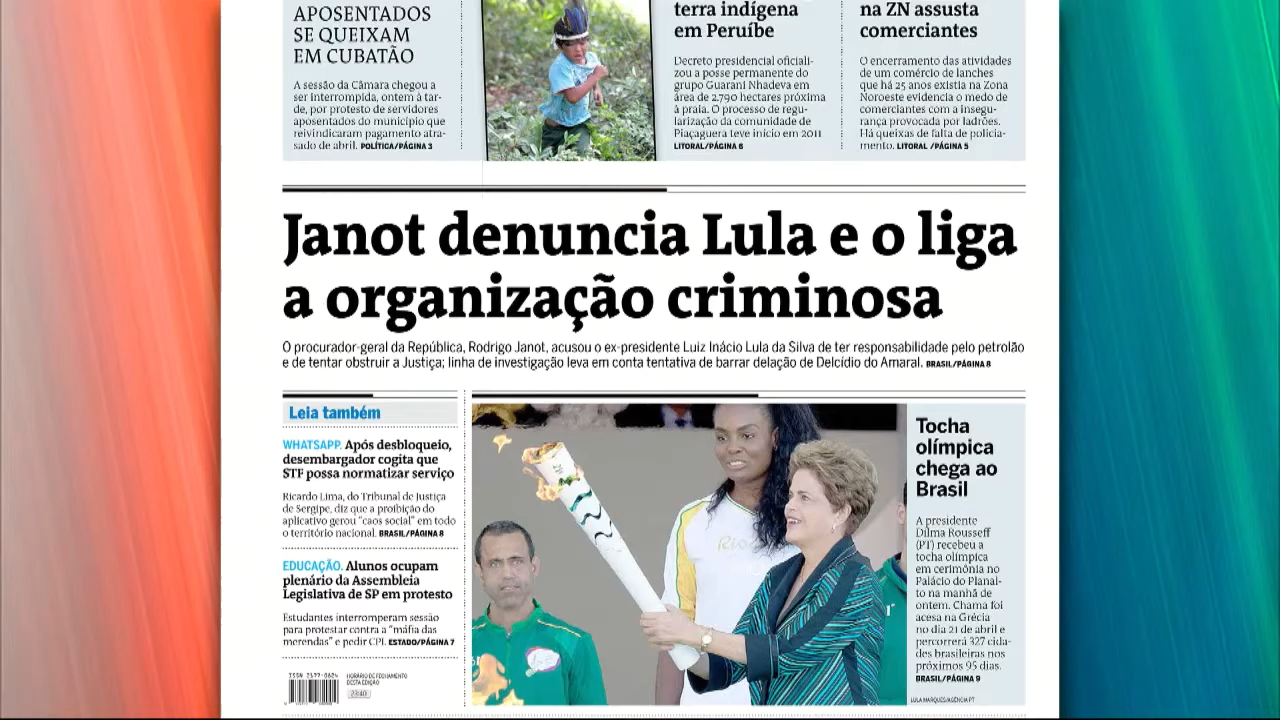 APOSENTADOS
SE QUEIXAM
EM CUBATÃO
A sessão da Câmara chegou a
ser interrompida, ontem à tar-
de, por protesto de servidores
aposentados do município que
reivindicaram pagamento atra-
sado de abril. POLÍTICA/PÁGINA 3
terra indígena
em Peruíbe
Decreto presidencial oficiali-
zou a posse permanente do
grupo Guarani Nhadeva em
área de 2.790 hectares próxima
à praia. O processo de regu-
larização da comunidade de
Piaçaguera teve início em 2011
LITORAL/PÁGINA 6
na ZN assusta
comerciantes
O encerramento das atividades
de um comércio de lanches
que há 25 anos existia na Zona
Noroeste evidencia o medo de
comerciantes com a insegu-
rança provocada por ladrões.
Há queixas de falta de policia-
mento. LITORAL /PÁGINA 5
Janot denuncia Lula e o liga
a organização criminosa
O procurador-geral da República, Rodrigo Janot, acusou o ex-presidente Luiz Inácio Lula da Silva de ter responsabilidade pelo petrolão
e de tentar obstruir a Justiça; linha de investigação leva em conta tentativa de barrar delação de Delcídio do Amaral. BRASIL/PÁGINA 8
Leia também
WHATSAPP. Após desbloqueio,
desembargador cogita que
STF possa normatizar serviço
Ricardo Lima, do Tribunal de Justiça
de Sergipe, diz que a proibição do
aplicativo gerou "caos social" em todo
o território nacional. BRASIL/PÁGINA 8
EDUCAÇÃO. Alunos ocupam
plenário da Assembleia
Legislativa de SP em protesto
Estudantes interromperam sessão
para protestar contra a "máfia das
merendas" e pedir CPI. ESTADO/PÁGINA 7
HORÁRIO DE FECHAMENTO
DESTA EDIÇÃO
23:40
Rio
Tocha
olímpica
chega ao
Brasil
A presidente
Dilma Rousseff
(PT) recebeu a
tocha olímpica
em cerimônia no
Palácio do Planal-
to na manhã de
ontem. Chama foi
acesa na Grécia
no dia 21 de abril e
percorrerá 327 cida-
des brasileiras nos
próximos 95 dias.
BRASIL/PÁGINA 9
LULA MARQUES/AGÊNCIA PT